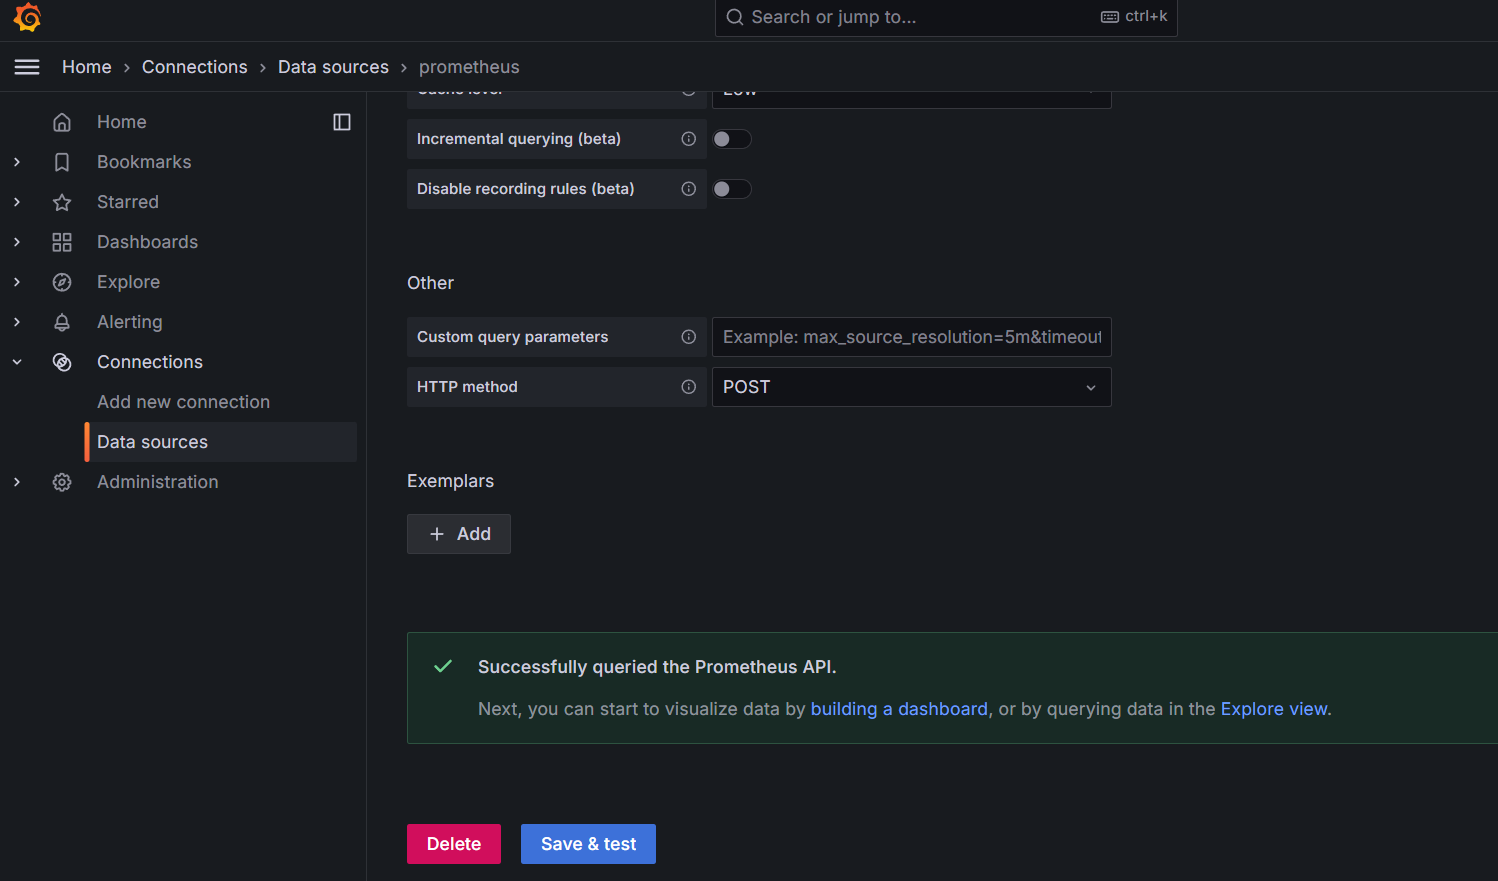 Search or jump to...
ctrl+k
Home
Connections
Data sources
prometheus
Home
Bookmarks
Starred
Dashboards
Explore
Alerting
Connections
Add new connection
Data sources
Administration
Incremental querying (beta)
Disable recording rules (beta)
Other
Custom query parameters
Example: max_source_resolution=5m&timeout
HTTP method
POST
Exemplars
Add
Successfully queried the Prometheus API.
Next, you can start to visualize data by building a dashboard, or by querying data in the Explore view.
Delete
Save & test